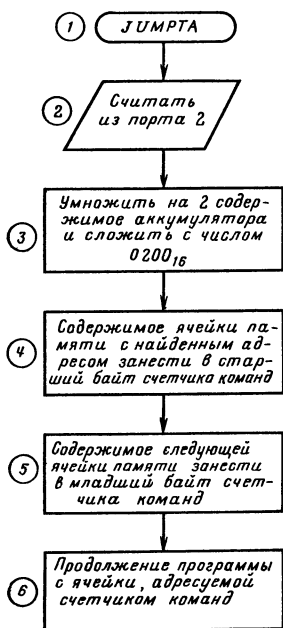 1 JUMPTA
2 Считать
из порта 2
3 Умножить на 2 содер-
жимое аккумулятора
и сложить с числом
0200₁₆
4 Содержимое ячейки па-
мяти с найденным ад-
ресом занести в стар-
ший байт счетчика команд
5 Содержимое следующей
ячейки памяти занести
в младший байт счет-
чика команд
6 Продолжение программы
с ячейки, адресуемой
счетчиком команд